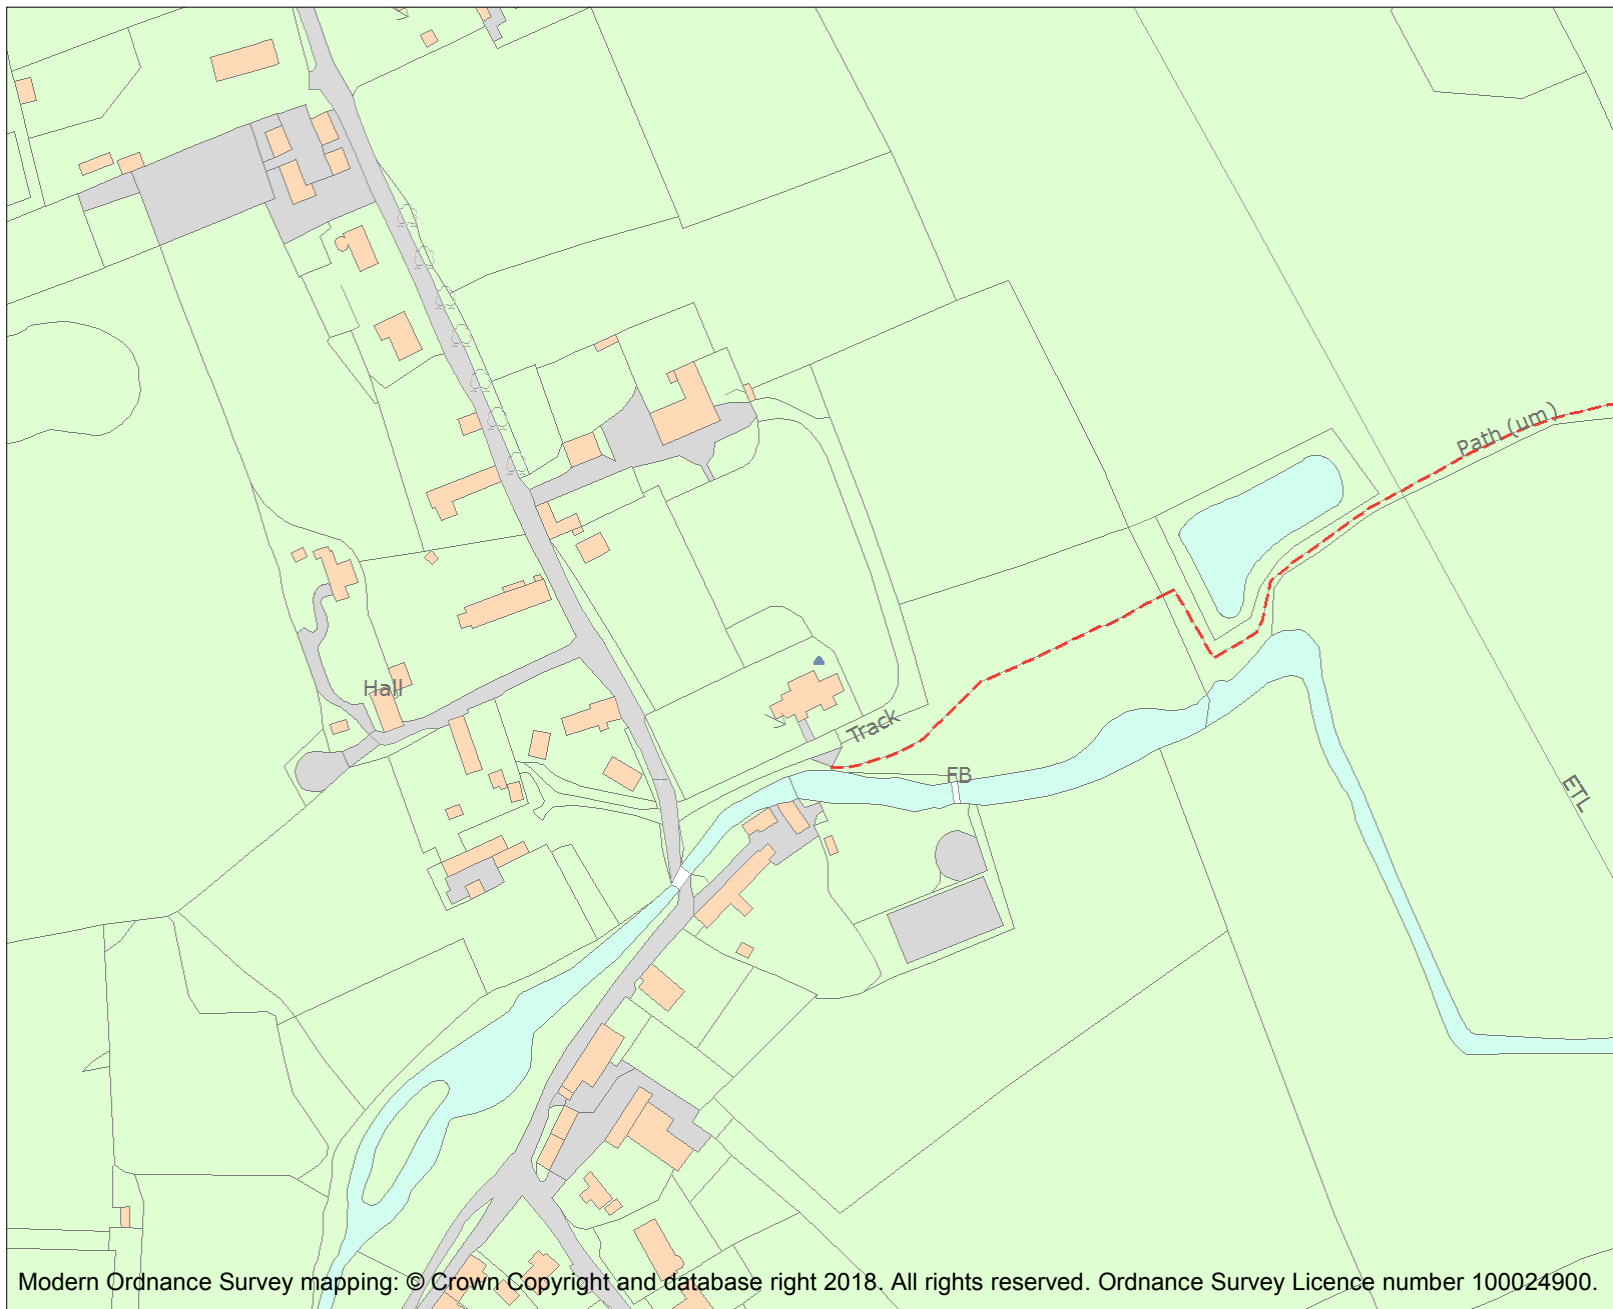 Path (um)
Hall
Track
FB
ETL
Modern Ordnance Survey mapping: © Crown Copyright and database right 2018. All rights reserved. Ordnance Survey Licence number 100024900.